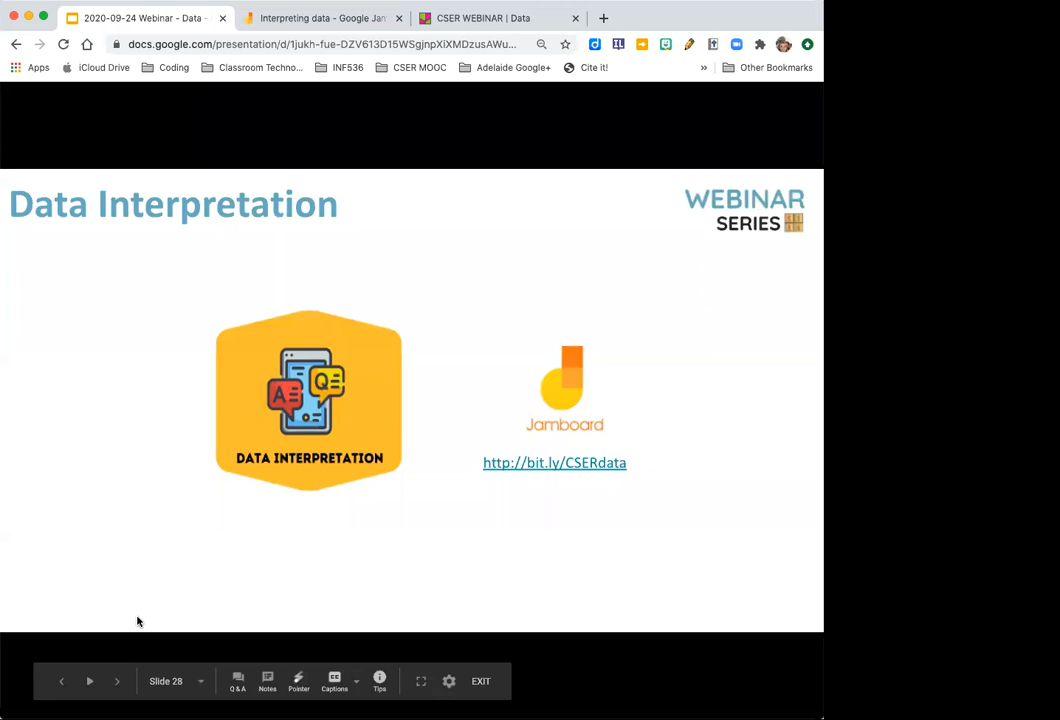 2020-09-24 Webinar - Data -
Interpreting data - Google Jam
CSER WEBINAR | Data
docs.google.com/presentation/d/1jukh-fue-DZV613D15WSgjnpXiXMDzusAWu...
Apps
iCloud Drive
Coding
Classroom Techno...
INF536
CSER MOOC
Adelaide Google+
Cite it!
»
Other Bookmarks
Data Interpretation
WEBINAR
SERIES
A
Q
DATA INTERPRETATION
Jamboard
http://bit.ly/CSERdata
Slide 28
Q & A
Notes
Pointer
CC
Captions
Tips
EXIT